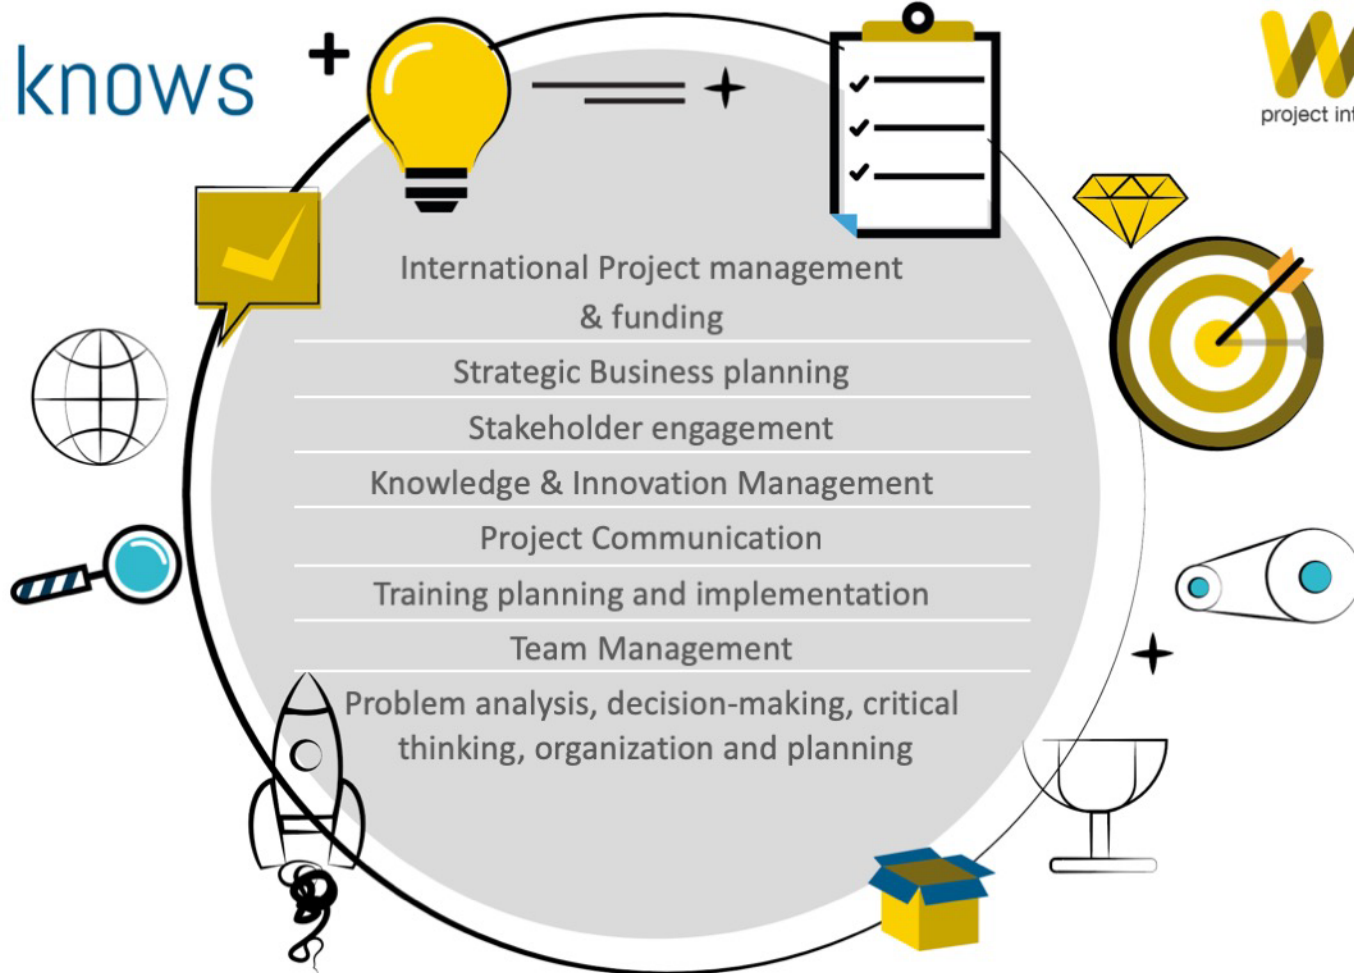 knows
project int
International Project management
& funding
Strategic Business planning
Stakeholder engagement
Knowledge & Innovation Management
Project Communication
Training planning and implementation
Team Management
Problem analysis, decision-making, critical
thinking, organization and planning